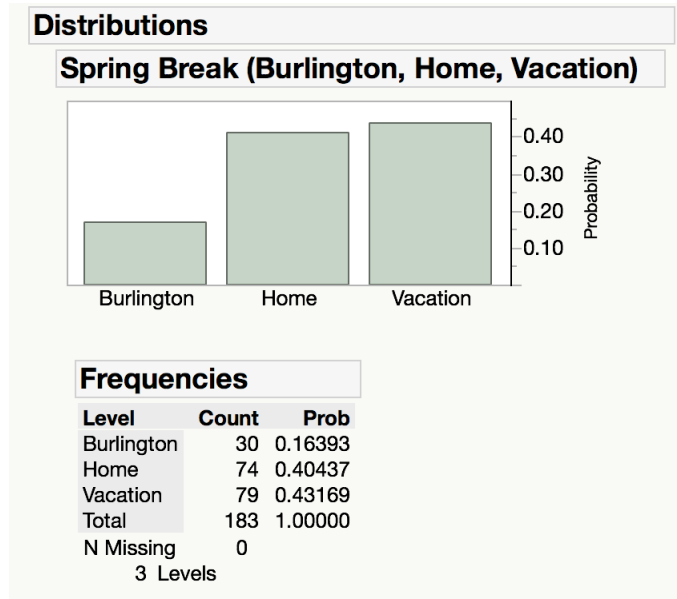 Distributions
Spring Break (Burlington, Home, Vacation)
0.40
0.30
0.20
0.10
Probability
Burlington Home Vacation
Frequencies
Level Count Prob
Burlington 30 0.16393
Home 74 0.40437
Vacation 79 0.43169
Total 183 1.00000
N Missing 0
3 Levels